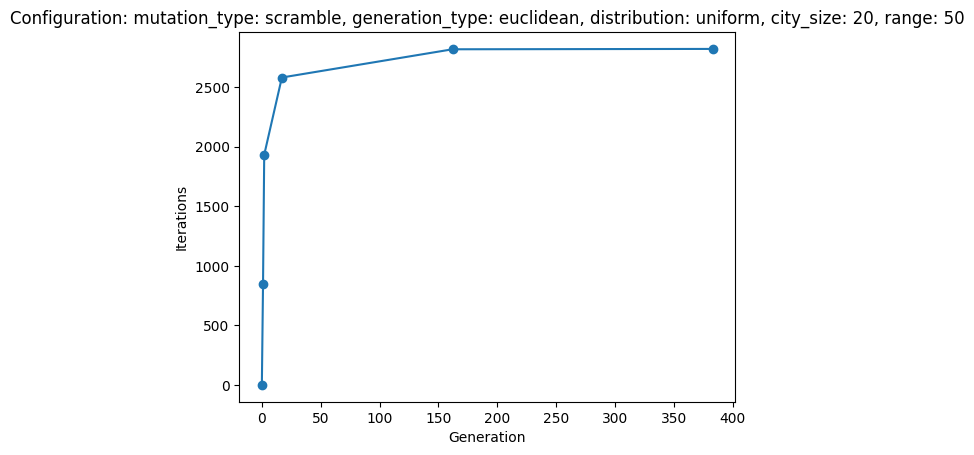 Configuration: mutation_type: scramble, generation_type: euclidean, distribution: uniform, city_size: 20, range: 50
2500
2000
1500
1000
500
0
Iterations
0 50 100 150 200 250 300 350 400
Generation